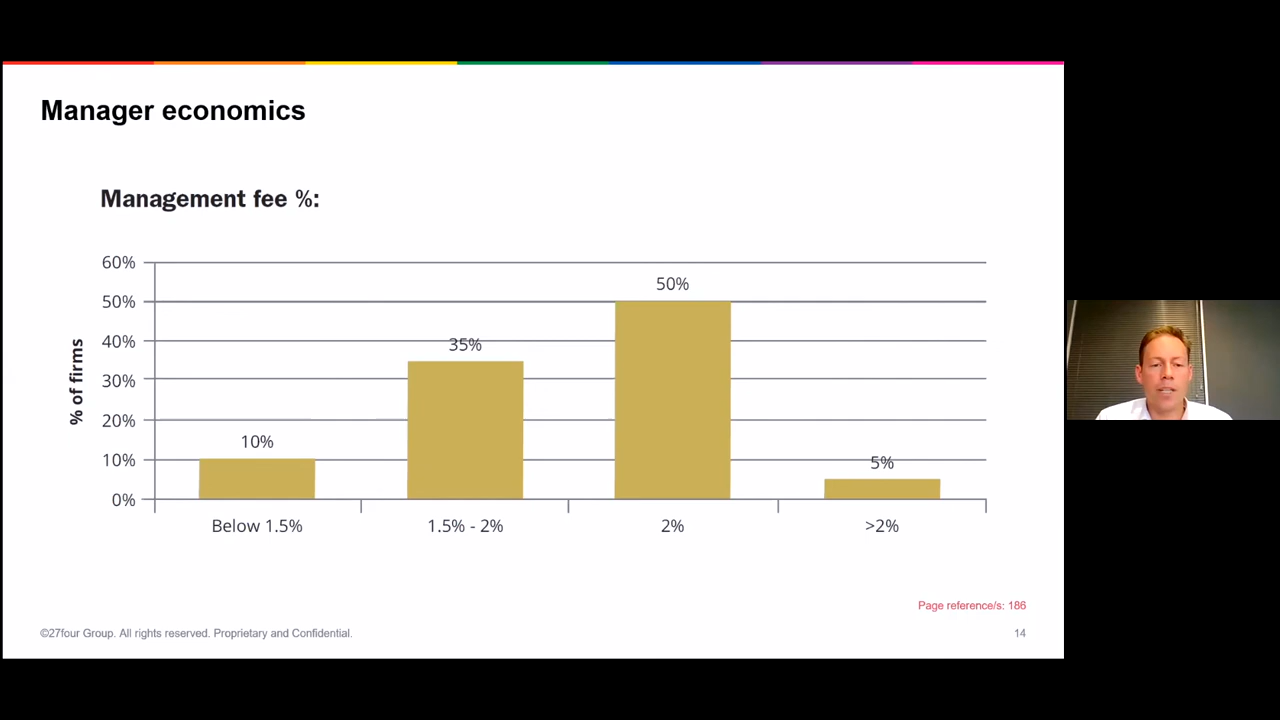 Manager economics
Management fee %:
% of firms
60%
50%
40%
30%
20%
10%
0%
10%
35%
50%
5%
Below 1.5%
1.5% - 2%
2%
>2%
Page reference/s: 186
©27four Group. All rights reserved. Proprietary and Confidential.
14